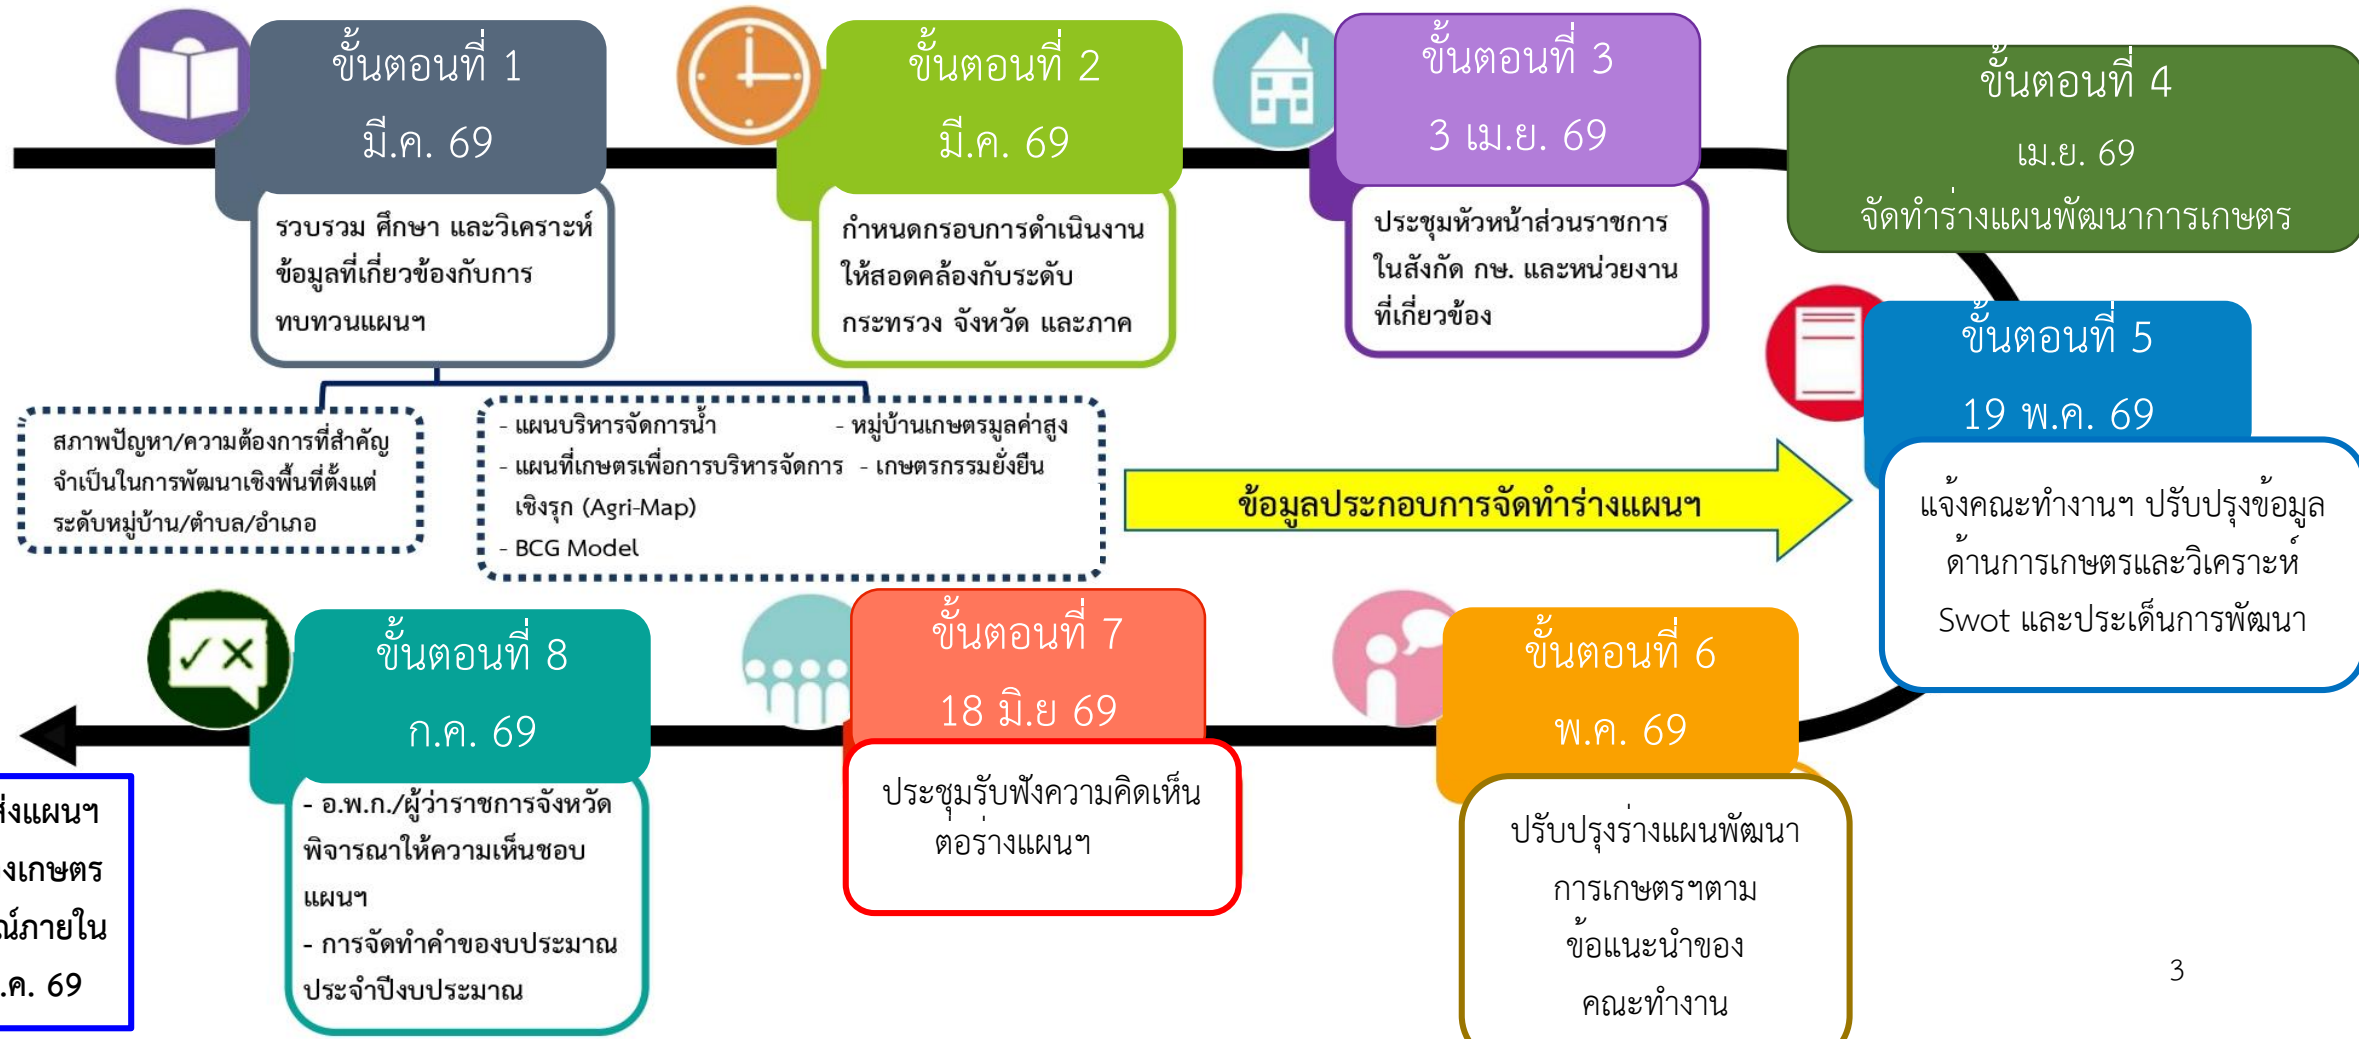 ขั้นตอนที่ 1
มี.ค. 69
รวบรวม ศึกษา และวิเคราะห์
ข้อมูลที่เกี่ยวข้องกับการ
ทบทวนแผนฯ
ขั้นตอนที่ 2
มี.ค. 69
กำหนดกรอบการดำเนินงาน
ให้สอดคล้องกับระดับ
กระทรวง จังหวัด และภาค
ขั้นตอนที่ 3
3 เม.ย. 69
ประชุมหัวหน้าส่วนราชการ
ในสังกัด กษ. และหน่วยงาน
ที่เกี่ยวข้อง
ขั้นตอนที่ 4
เม.ย. 69
จัดทำร่างแผนพัฒนาการเกษตร
สภาพปัญหา/ความต้องการที่สำคัญ
จำเป็นในการพัฒนาเชิงพื้นที่ตั้งแต่
ระดับหมู่บ้าน/ตำบล/อำเภอ
- แผนบริหารจัดการน้ำ - หมู่บ้านเกษตรมูลค่าสูง
- แผนที่เกษตรเพื่อการบริหารจัดการ - เกษตรกรรมยั่งยืน
เชิงรุก (Agri-Map)
- BCG Model
ข้อมูลประกอบการจัดทำร่างแผนฯ
ขั้นตอนที่ 5
19 พ.ค. 69
แจ้งคณะทำงานฯ ปรับปรุงข้อมูล
ด้านการเกษตรและวิเคราะห์
Swot และประเด็นการพัฒนา
ขั้นตอนที่ 6
พ.ค. 69
ปรับปรุงร่างแผนพัฒนา
การเกษตรฯตาม
ข้อแนะนำของ
คณะทำงาน
ขั้นตอนที่ 7
18 มิ.ย 69
ประชุมรับฟังความคิดเห็น
ต่อร่างแผนฯ
ขั้นตอนที่ 8
ก.ค. 69
- อ.พ.ก./ผู้ว่าราชการจังหวัด
พิจารณาให้ความเห็นชอบ
แผนฯ
- การจัดทำคำของบประมาณ
ประจำปีงบประมาณ
ส่งแผนฯ
งเกษตร
ณ์ภายใน
.ค. 69
3